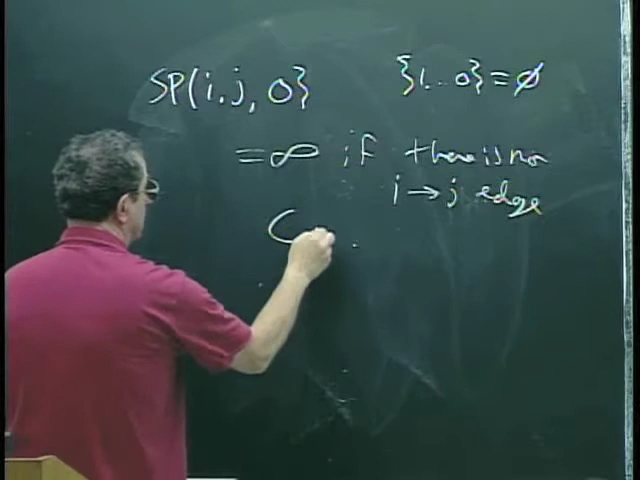 SP(i,j,0} {1..0}=∅
=∞ if there is no
i→j edge
C